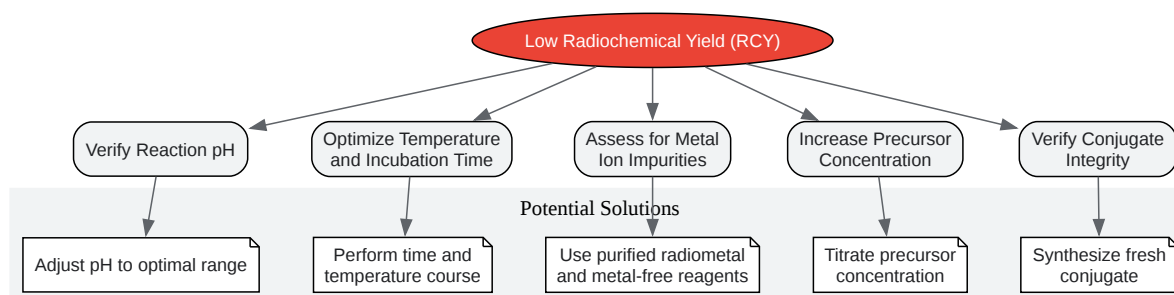 Low Radiochemical Yield (RCY)
Verify Reaction pH
Optimize Temperature
and Incubation Time
Assess for Metal
Ion Impurities
Increase Precursor
Concentration
Verify Conjugate
Integrity
Potential Solutions
Adjust pH to optimal range
Perform time and
temperature course
Use purified radiometal
and metal-free reagents
Titrate precursor
concentration
Synthesize fresh
conjugate